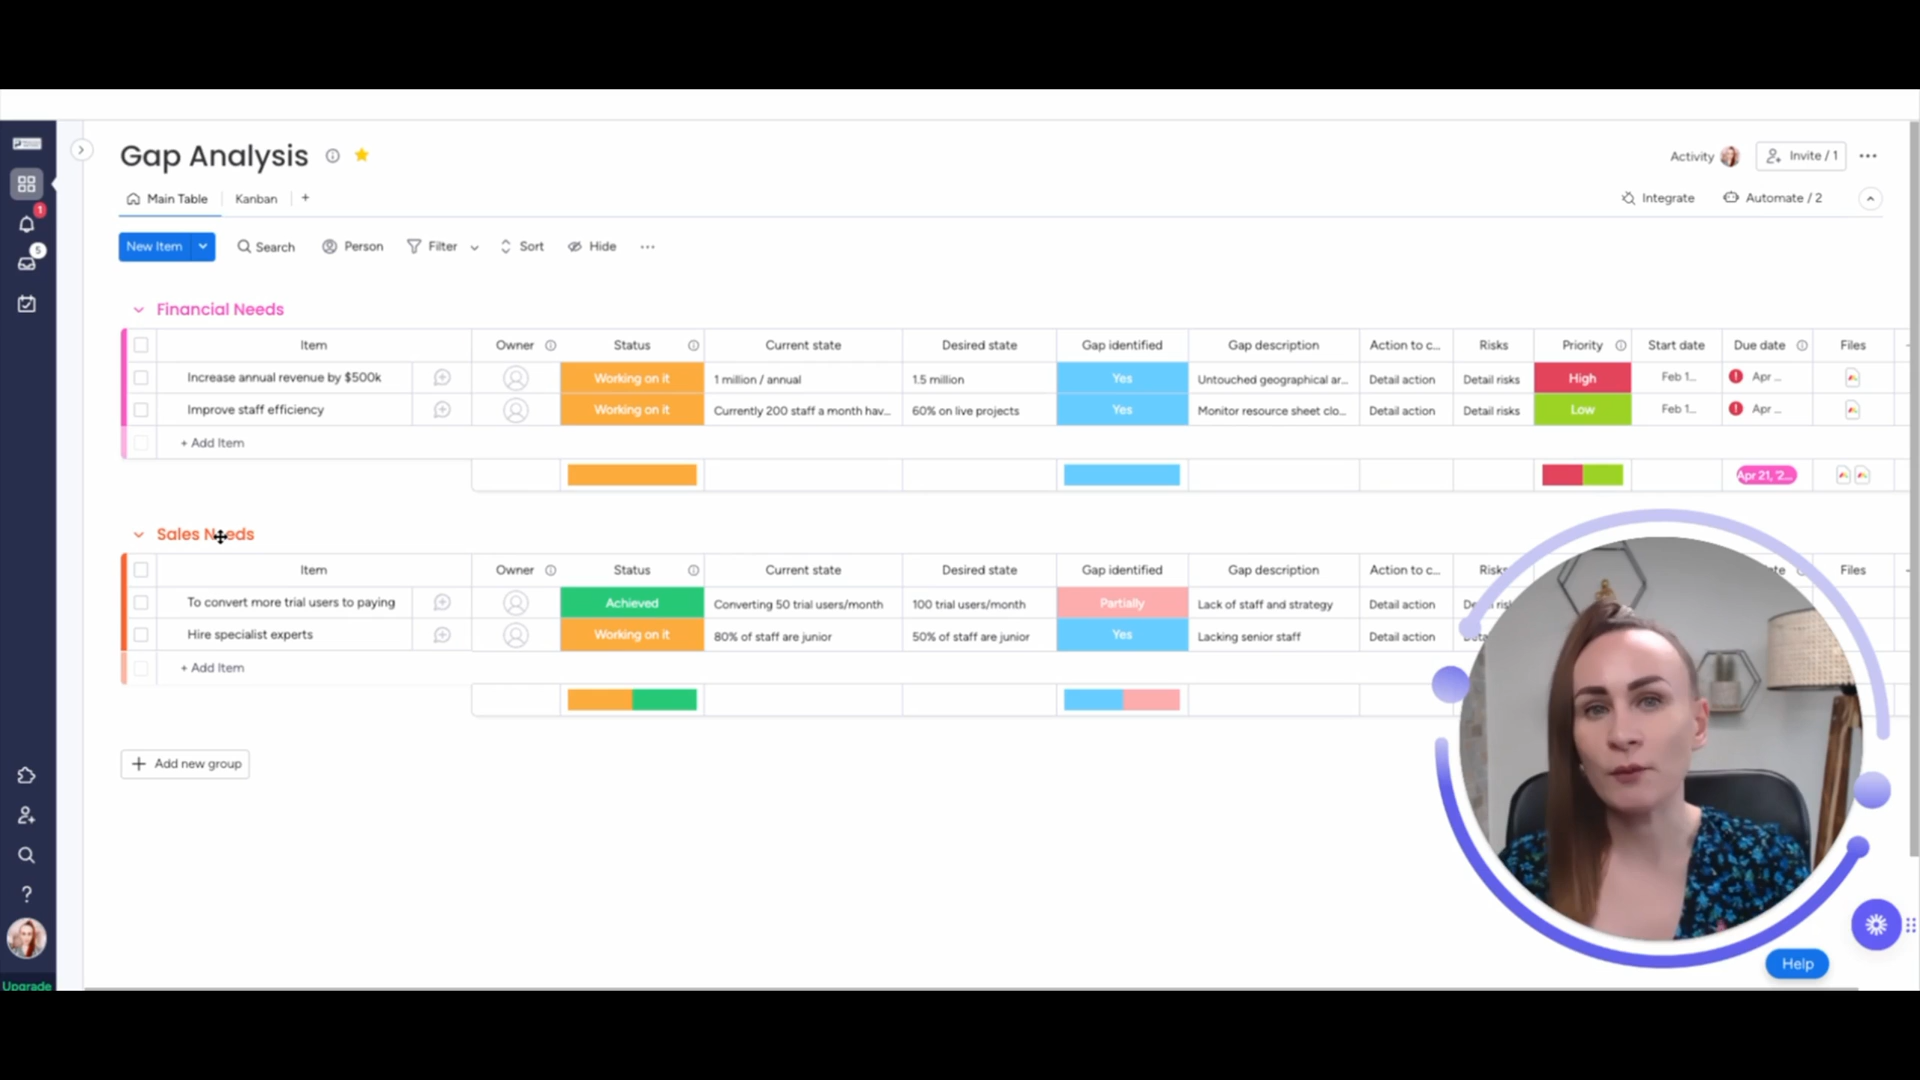 Gap Analysis
Activity
Invite / 1
Main Table
Kanban
+
Integrate
Automate / 2
1
5
New Item
Search
Person
Filter
Sort
Hide
Financial Needs
Item Owner Status Current state Desired state Gap identified Gap description Action to c... Risks Priority Start date Due date Files
Increase annual revenue by $500k Working on it 1 million / annual 1.5 million Yes Untouched geographical ar... Detail action Detail risks High Feb 1... Apr ...
Improve staff efficiency Working on it Currently 200 staff a month hav... 60% on live projects Yes Monitor resource sheet clo... Detail action Detail risks Low Feb 1... Apr ...
+ Add Item
Apr 21, '2...
Sales Needs
Item Owner Status Current state Desired state Gap identified Gap description Action to c... Files
To convert more trial users to paying Achieved Converting 50 trial users/month 100 trial users/month Partially Lack of staff and strategy Detail action
Hire specialist experts Working on it 80% of staff are junior 50% of staff are junior Yes Lacking senior staff Detail action
+ Add Item
+ Add new group
Help
Upgrade